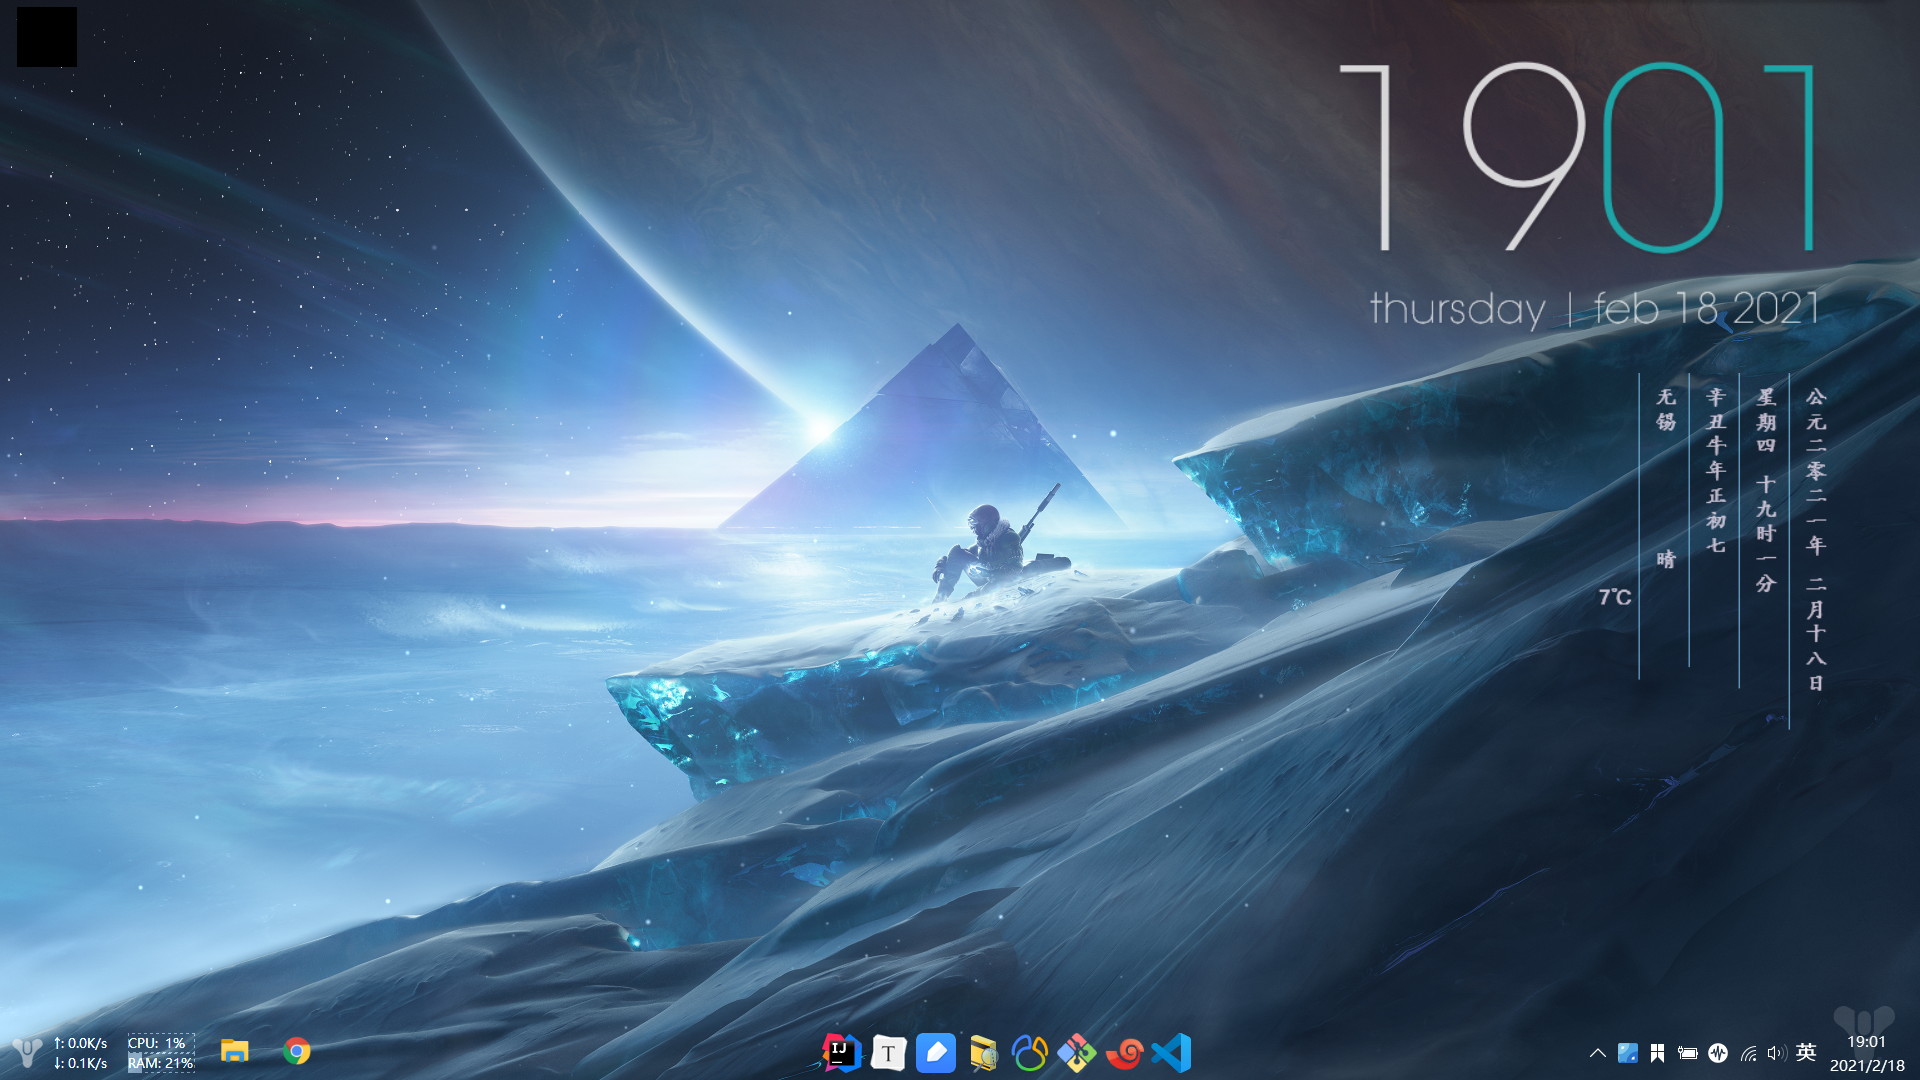 1901
thursday | feb 18 2021
公元二零二一年 二月十八日
星期四 十九时一分
辛丑牛年正初七
无锡 晴
7℃
↑: 0.0K/s
↓: 0.1K/s
CPU: 1%
RAM: 21%
IJ
T
英
19:01
2021/2/18